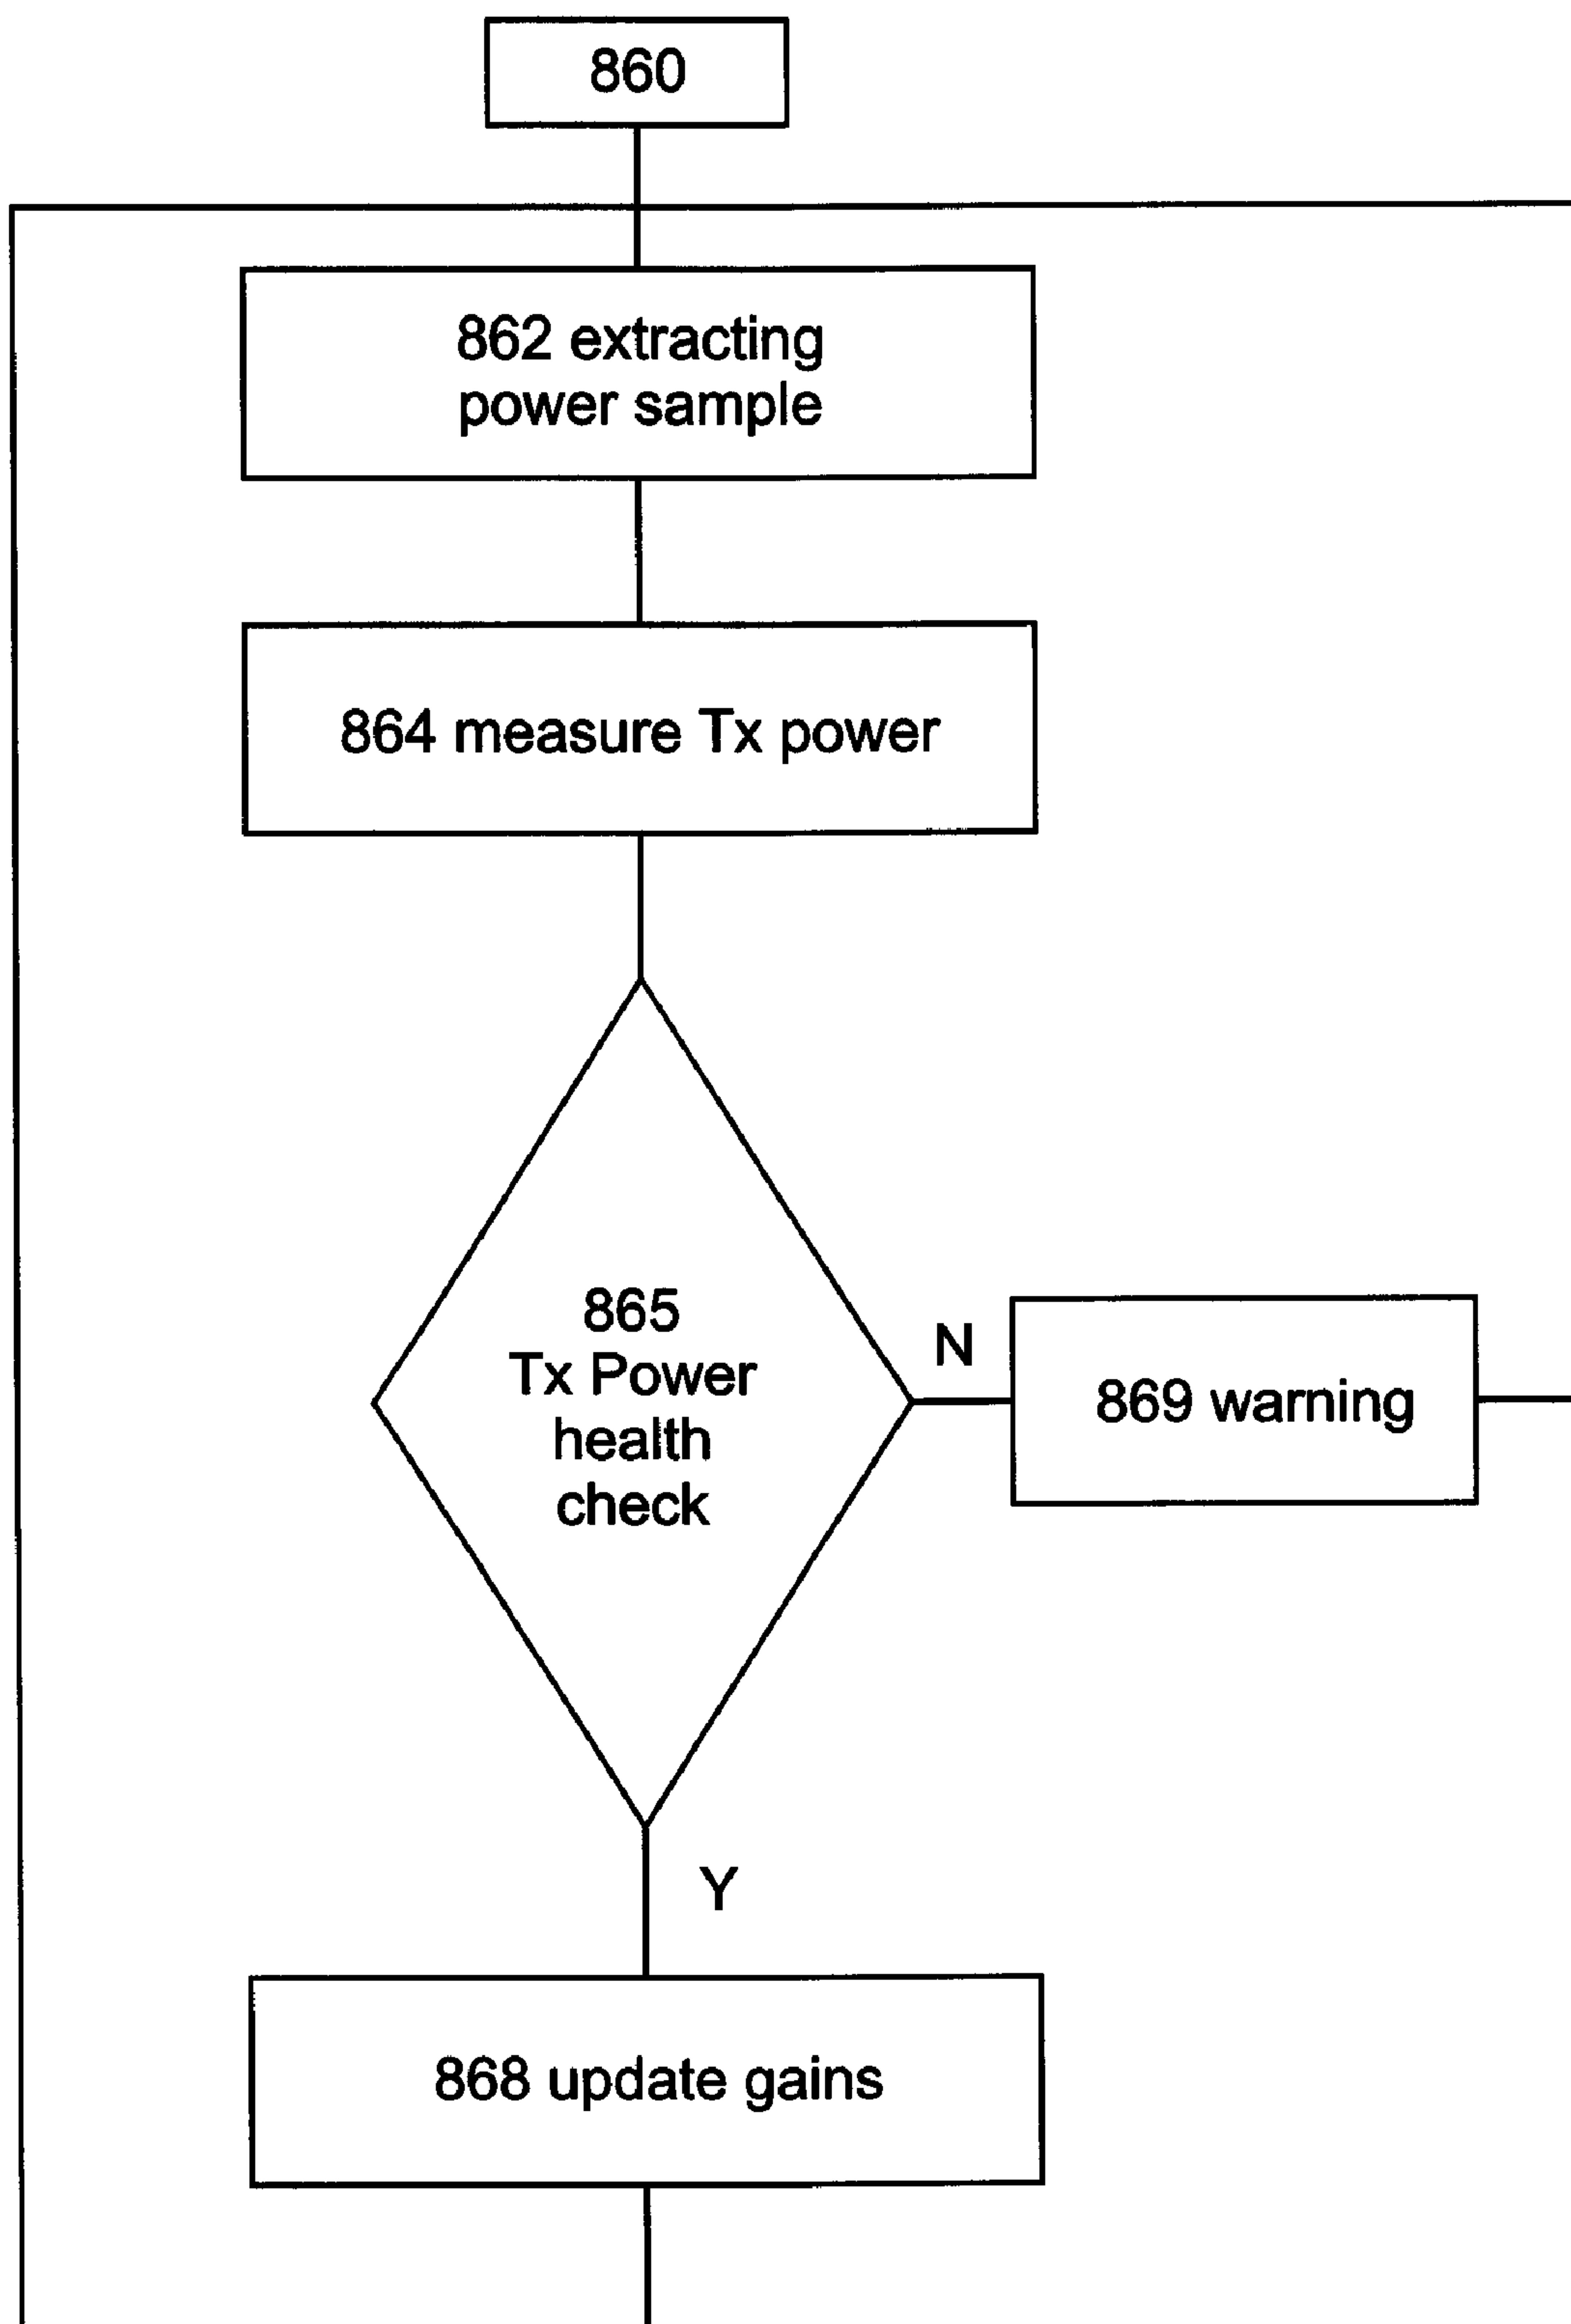 860
862 extracting
power sample
864 measure Tx power
865
Tx Power
health
check
N
869 warning
Y
868 update gains